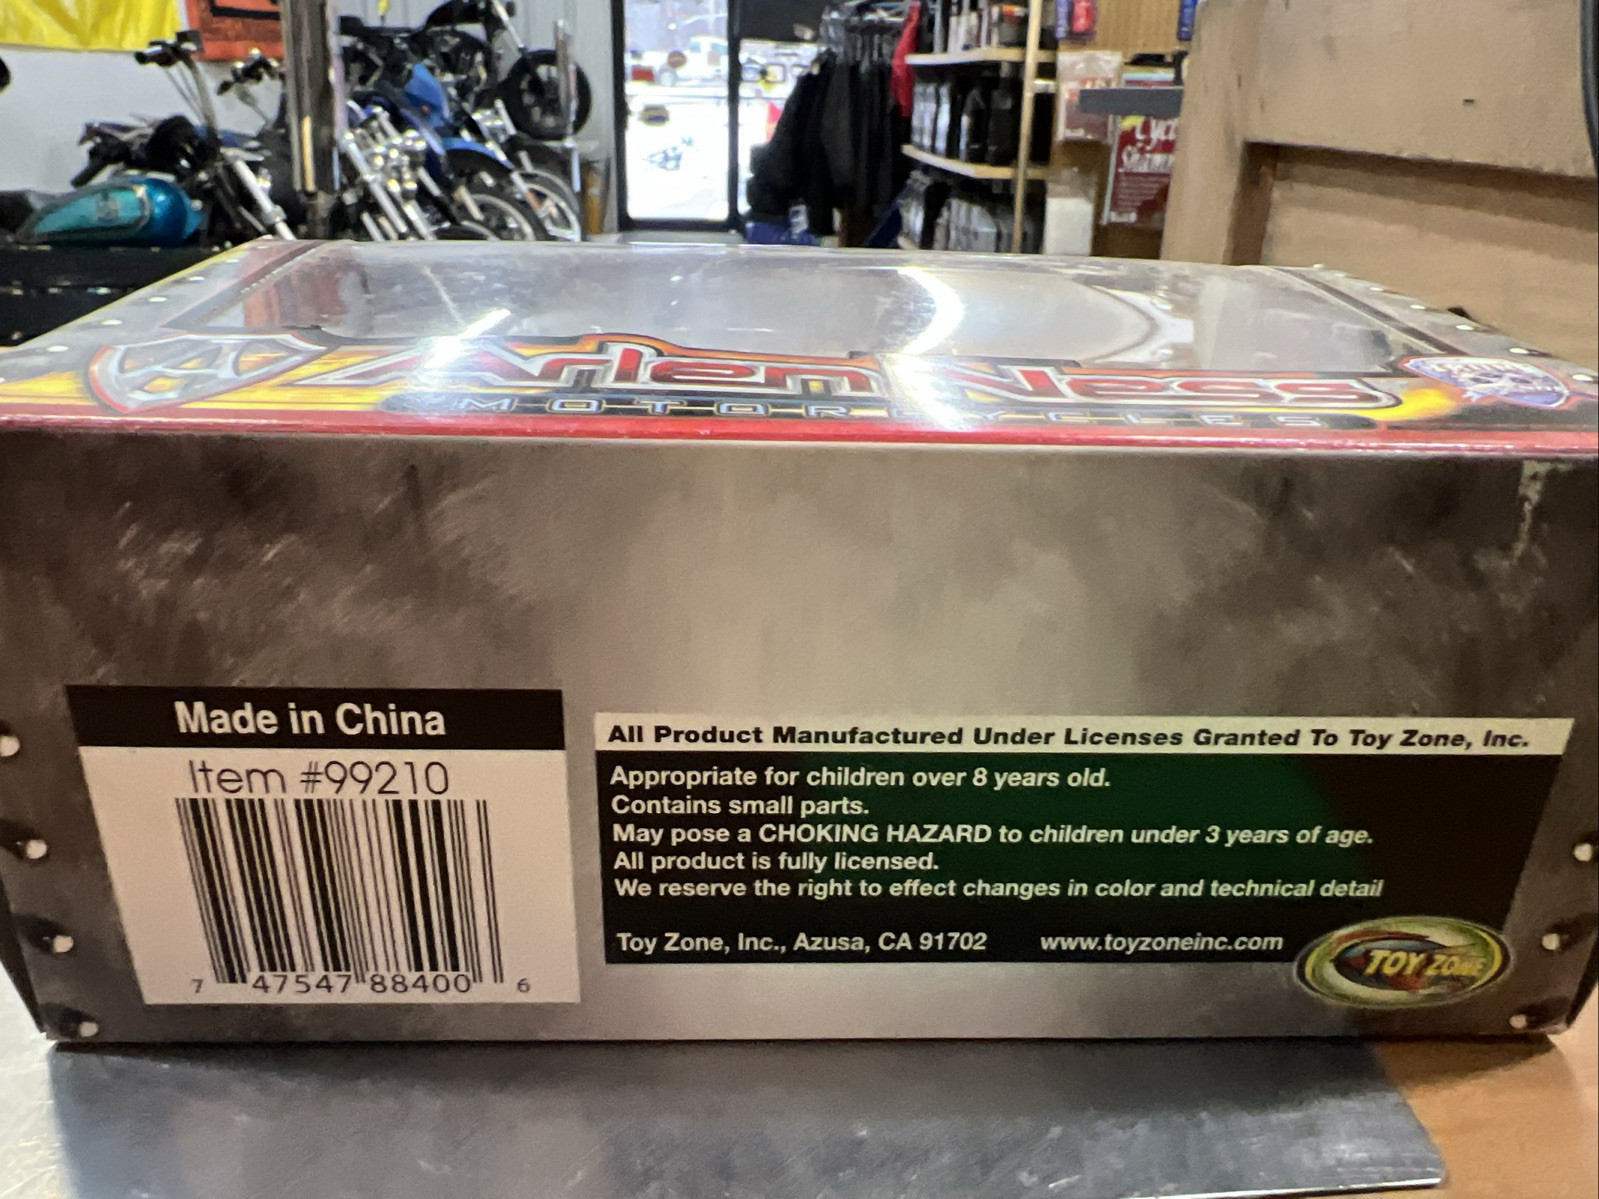 Arlen Ness
MOTORCYCLES
Made in China
Item #99210
7 47547 88400 6
All Product Manufactured Under Licenses Granted To Toy Zone, Inc.
Appropriate for children over 8 years old.
Contains small parts.
May pose a CHOKING HAZARD to children under 3 years of age.
All product is fully licensed.
We reserve the right to effect changes in color and technical detail
Toy Zone, Inc., Azusa, CA 91702 www.toyzoneinc.com
TOY ZONE